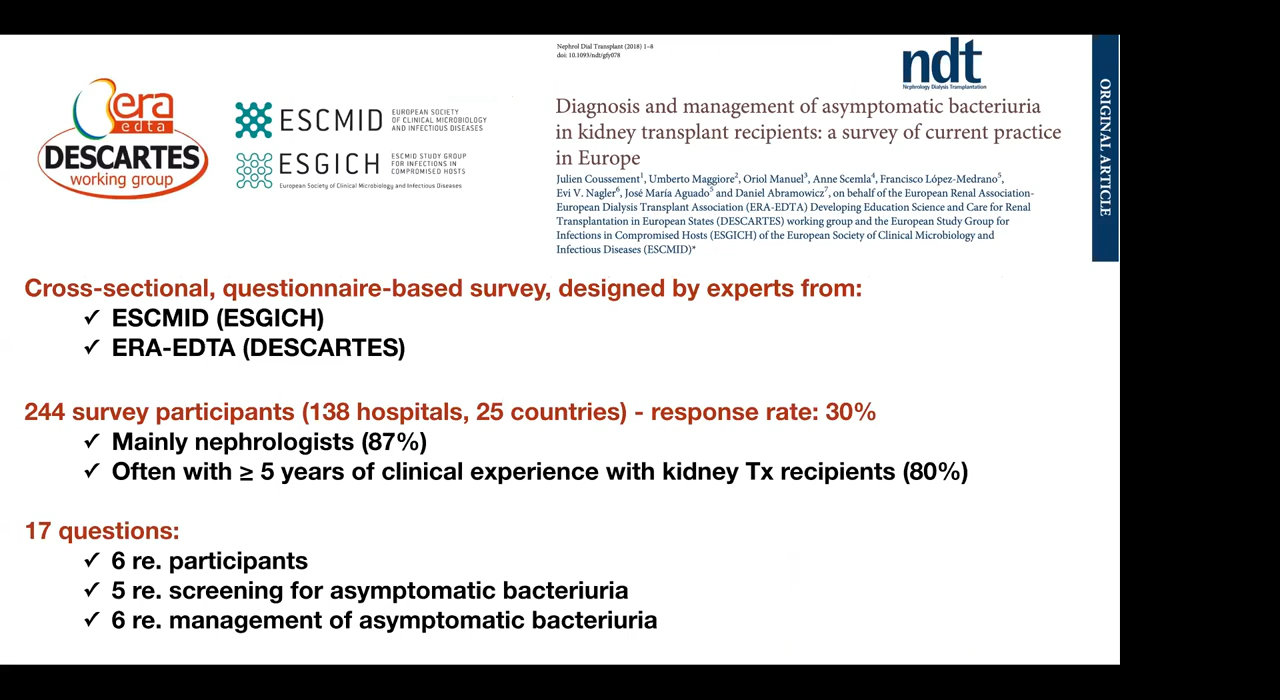 era
edta
DESCARTES
working group
ESCMID
EUROPEAN SOCIETY
OF CLINICAL MICROBIOLOGY
AND INFECTIOUS DISEASES
ESGICH
ESCMID STUDY GROUP
FOR INFECTIONS IN
COMPROMISED HOSTS
European Society of Clinical Microbiology and Infectious Diseases
Nephrol Dial Transplant (2018) 1–8
doi: 10.1093/ndt/gfy078
ndt
Nephrology Dialysis Transplantation
ORIGINAL ARTICLE
Diagnosis and management of asymptomatic bacteriuria
in kidney transplant recipients: a survey of current practice
in Europe
Julien Coussement1, Umberto Maggiore2, Oriol Manuel3, Anne Scemla4, Francisco López-Medrano5,
Evi V. Nagler6, José María Aguado5 and Daniel Abramowicz7, on behalf of the European Renal Association-
European Dialysis Transplant Association (ERA-EDTA) Developing Education Science and Care for Renal
Transplantation in European States (DESCARTES) working group and the European Study Group for
Infections in Compromised Hosts (ESGICH) of the European Society of Clinical Microbiology and
Infectious Diseases (ESCMID)*
Cross-sectional, questionnaire-based survey, designed by experts from:
✓ ESCMID (ESGICH)
✓ ERA-EDTA (DESCARTES)
244 survey participants (138 hospitals, 25 countries) - response rate: 30%
✓ Mainly nephrologists (87%)
✓ Often with ≥ 5 years of clinical experience with kidney Tx recipients (80%)
17 questions:
✓ 6 re. participants
✓ 5 re. screening for asymptomatic bacteriuria
✓ 6 re. management of asymptomatic bacteriuria